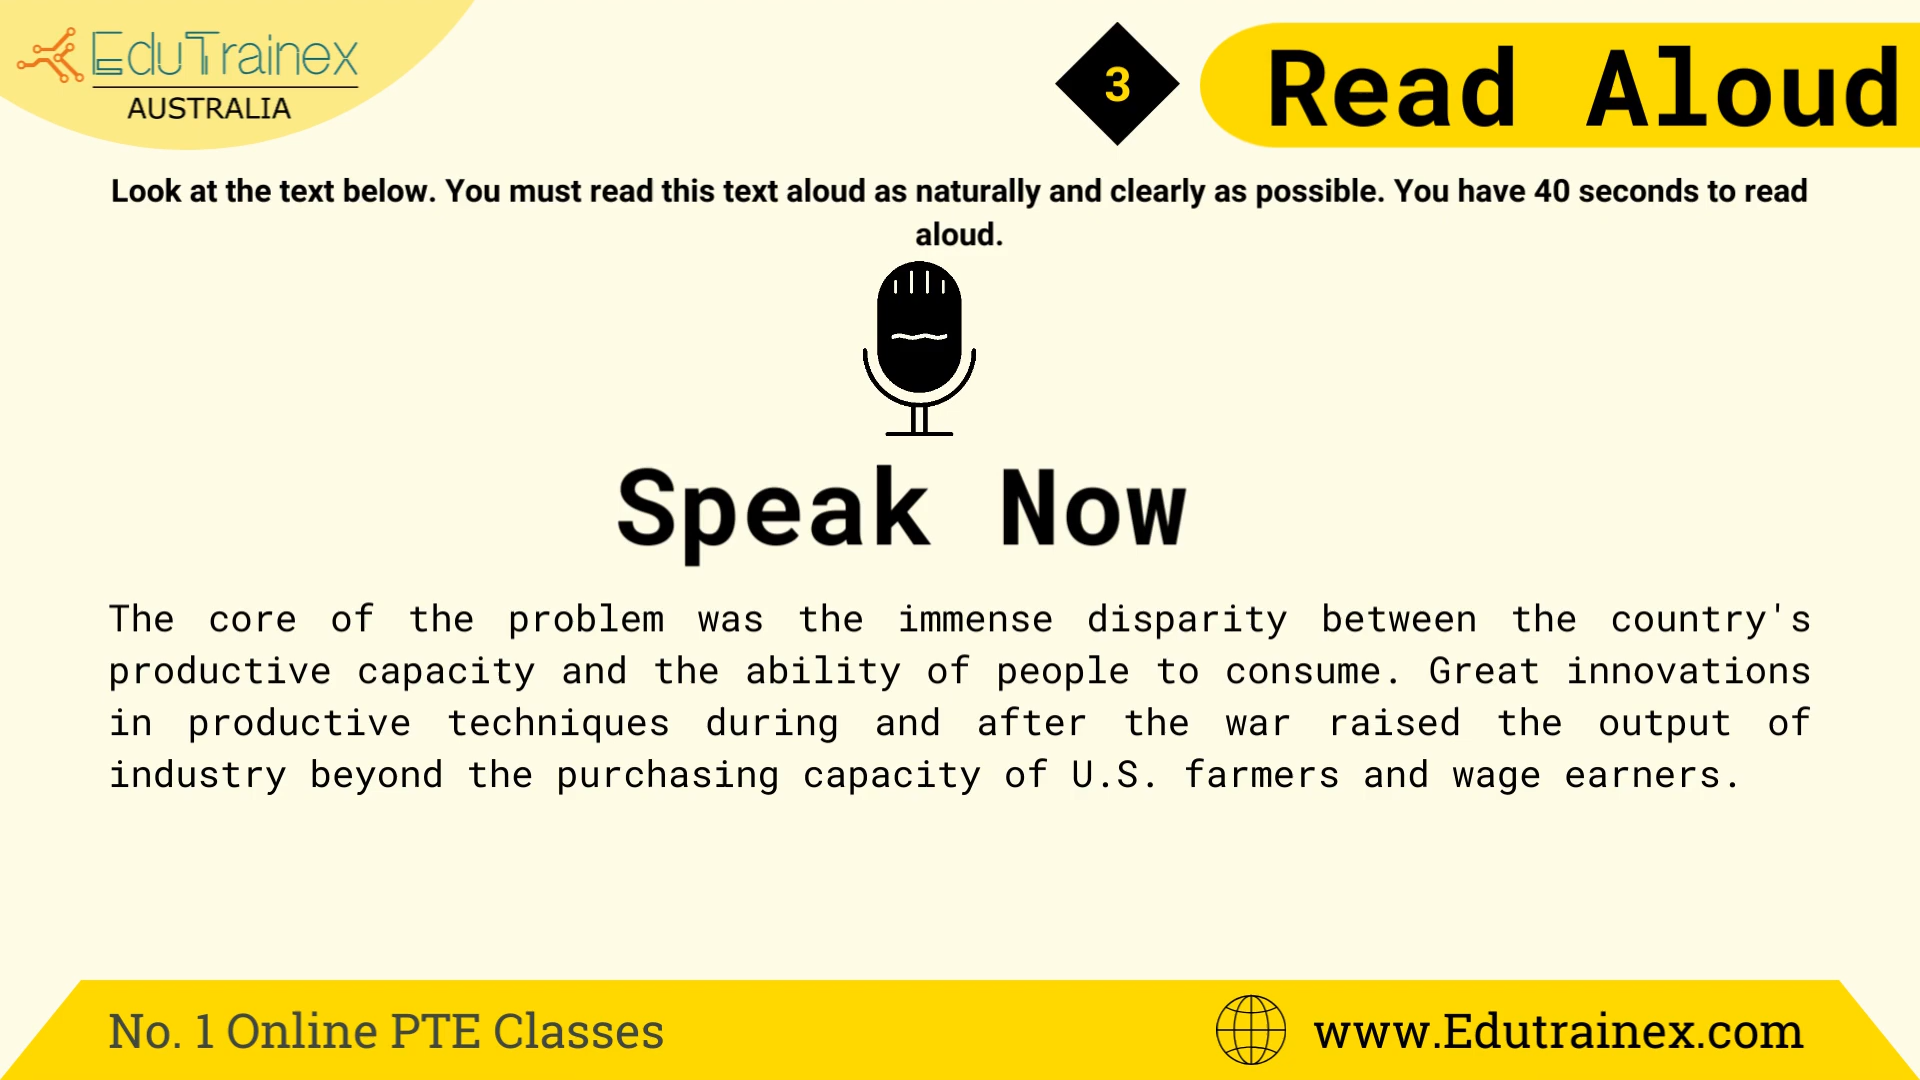 EduTrainex
AUSTRALIA
3
Read Aloud
Look at the text below. You must read this text aloud as naturally and clearly as possible. You have 40 seconds to read
aloud.
Speak Now
The core of the problem was the immense disparity between the country's
productive capacity and the ability of people to consume. Great innovations
in productive techniques during and after the war raised the output of
industry beyond the purchasing capacity of U.S. farmers and wage earners.
No. 1 Online PTE Classes
www.Edutrainex.com